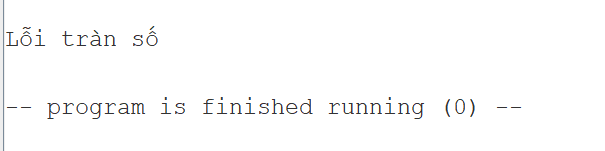 Lỗi tràn số
-- program is finished running (0) --